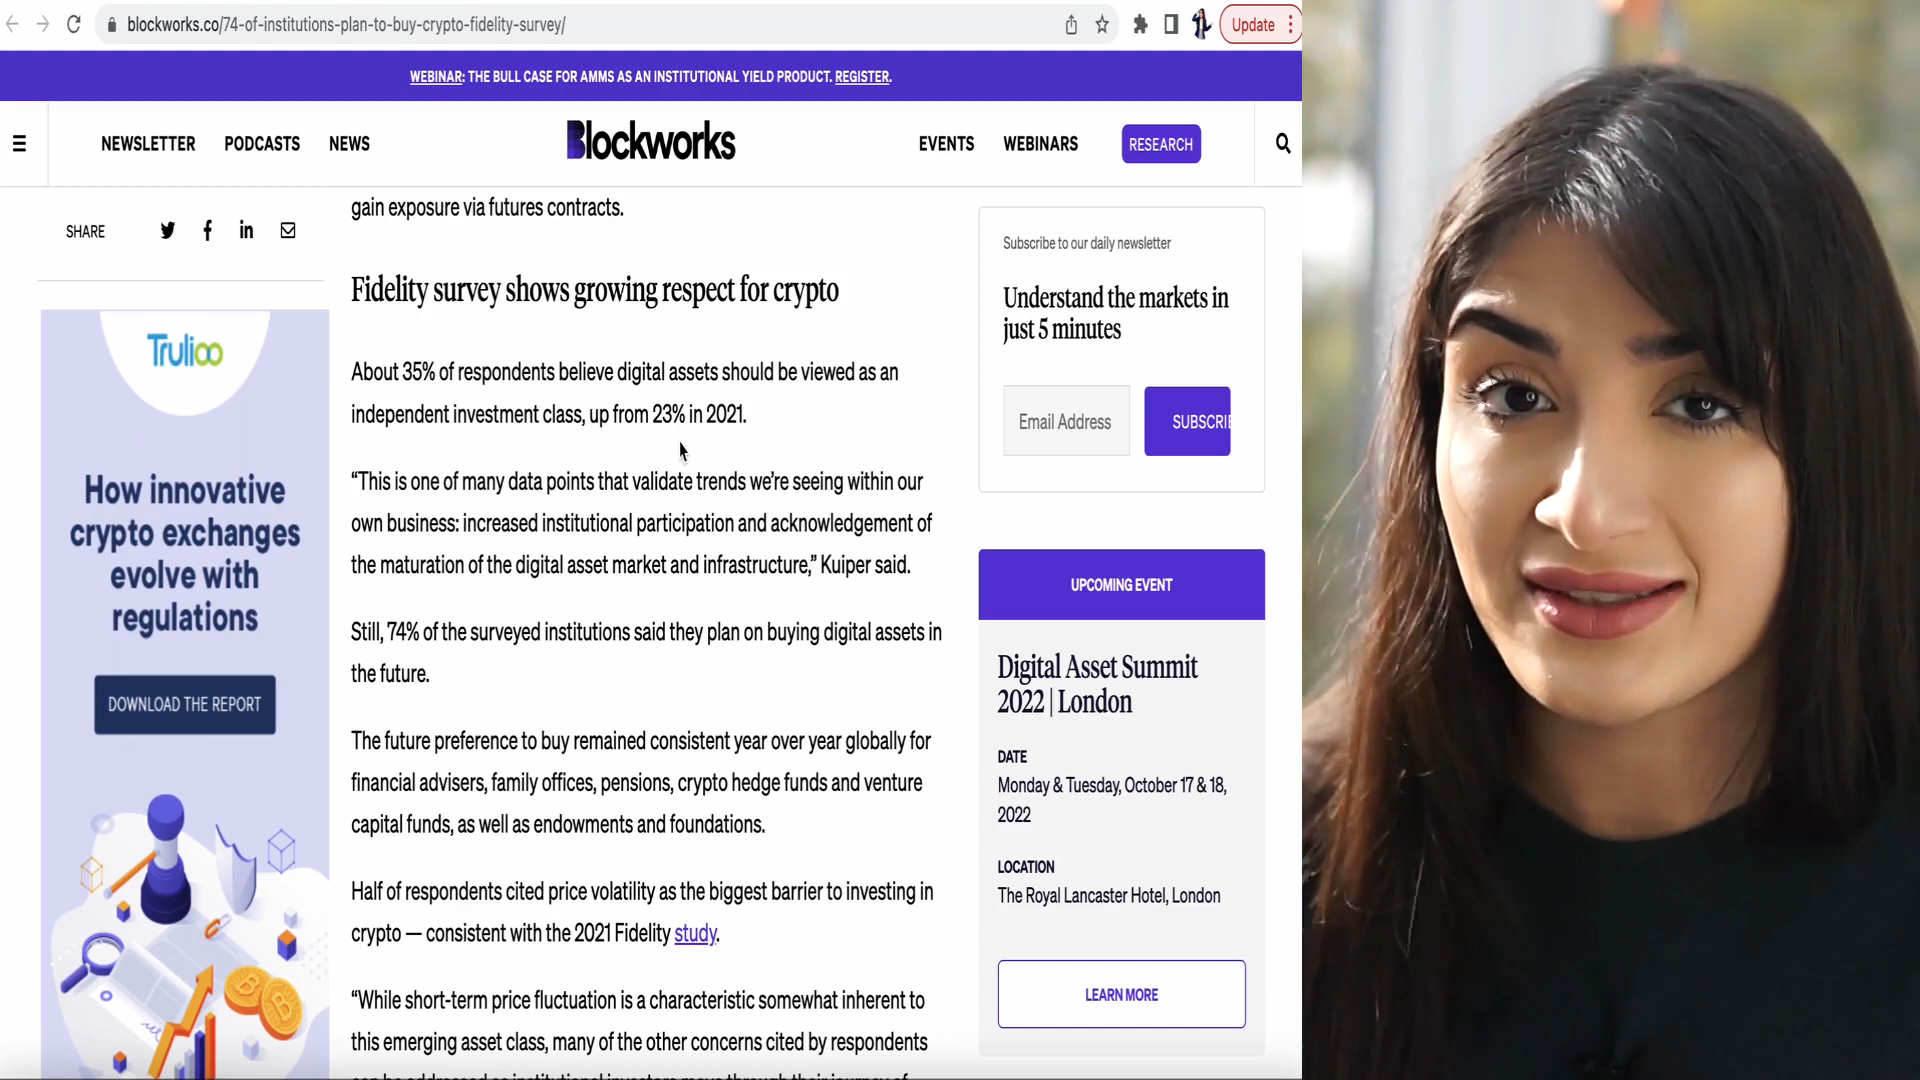 blockworks.co/74-of-institutions-plan-to-buy-crypto-fidelity-survey/
Update
WEBINAR: THE BULL CASE FOR AMMS AS AN INSTITUTIONAL YIELD PRODUCT. REGISTER.
NEWSLETTER PODCASTS NEWS
Blockworks
EVENTS WEBINARS RESEARCH
SHARE
Trulioo
How innovative
crypto exchanges
evolve with
regulations
DOWNLOAD THE REPORT
gain exposure via futures contracts.
Fidelity survey shows growing respect for crypto
About 35% of respondents believe digital assets should be viewed as an
independent investment class, up from 23% in 2021.
“This is one of many data points that validate trends we’re seeing within our
own business: increased institutional participation and acknowledgement of
the maturation of the digital asset market and infrastructure,” Kuiper said.
Still, 74% of the surveyed institutions said they plan on buying digital assets in
the future.
The future preference to buy remained consistent year over year globally for
financial advisers, family offices, pensions, crypto hedge funds and venture
capital funds, as well as endowments and foundations.
Half of respondents cited price volatility as the biggest barrier to investing in
crypto — consistent with the 2021 Fidelity study.
“While short-term price fluctuation is a characteristic somewhat inherent to
this emerging asset class, many of the other concerns cited by respondents
Subscribe to our daily newsletter
Understand the markets in
just 5 minutes
Email Address
SUBSCRI
UPCOMING EVENT
Digital Asset Summit
2022 | London
DATE
Monday & Tuesday, October 17 & 18,
2022
LOCATION
The Royal Lancaster Hotel, London
LEARN MORE